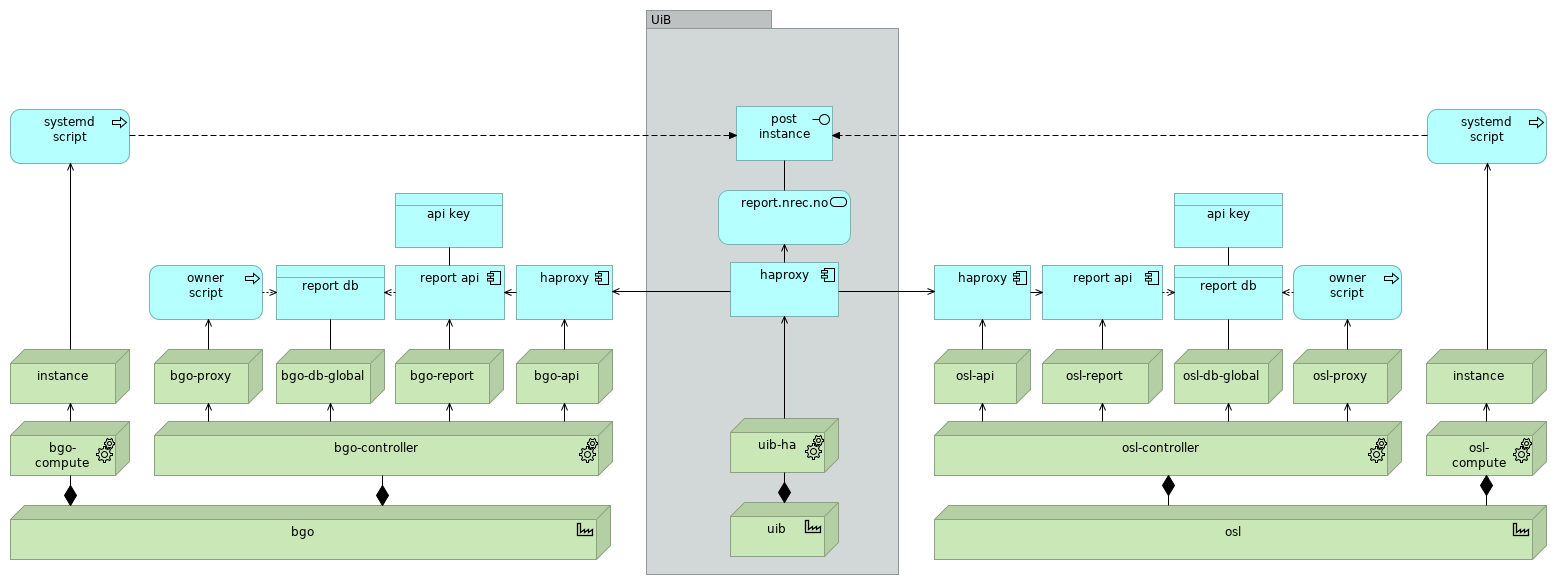 UiB
systemd
script
post
instance
systemd
script
report.nrec.no
api key
api key
owner
script
report db
report api
haproxy
haproxy
haproxy
report api
report db
owner
script
instance
bgo-proxy
bgo-db-global
bgo-report
bgo-api
osl-api
osl-report
osl-db-global
osl-proxy
instance
bgo-
compute
bgo-controller
uib-ha
osl-controller
osl-
compute
bgo
uib
osl